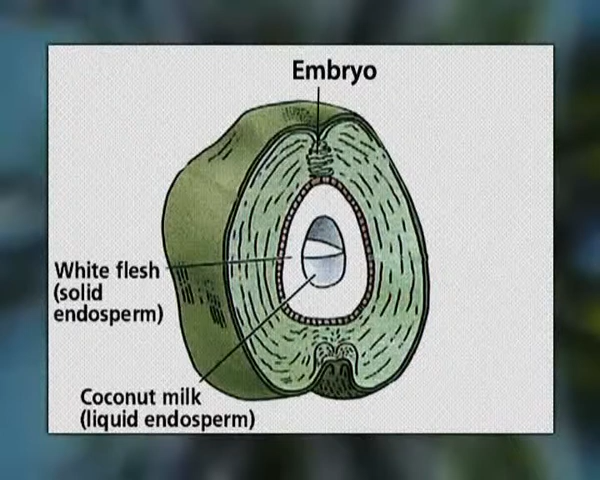 Embryo
White flesh
(solid
endosperm)
Coconut milk
(liquid endosperm)